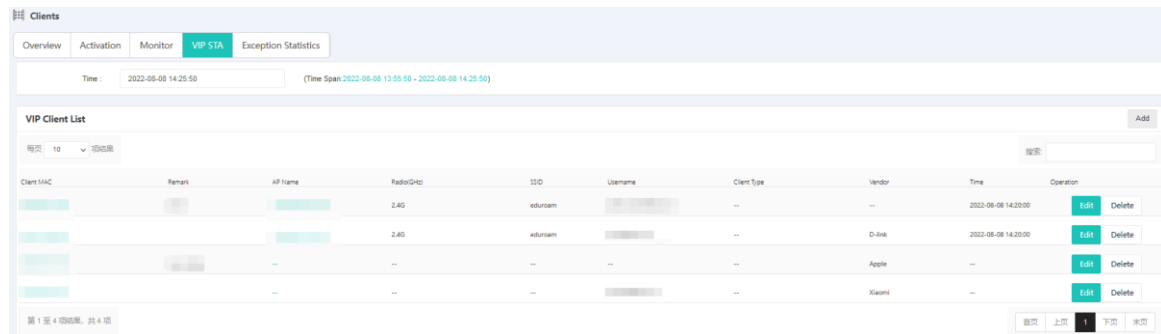 Clients
Overview Activation Monitor VIP STA Exception Statistics
Time : 2022-08-08 14:25:50 (Time Span:2022-08-08 13:55:50 - 2022-08-08 14:25:50)
VIP Client List Add
每页 10 项结果 搜索:
Client MAC Remark AP Name Radio(GHz) SSID Username Client Type Vendor Time Operation
2.4G eduroam -- -- 2022-08-08 14:20:00 Edit Delete
2.4G eduroam -- D-link 2022-08-08 14:20:00 Edit Delete
-- -- -- -- -- Apple -- Edit Delete
-- -- -- -- Xiaomi -- Edit Delete
第 1 至 4 项结果，共 4 项 首页 上页 1 下页 末页